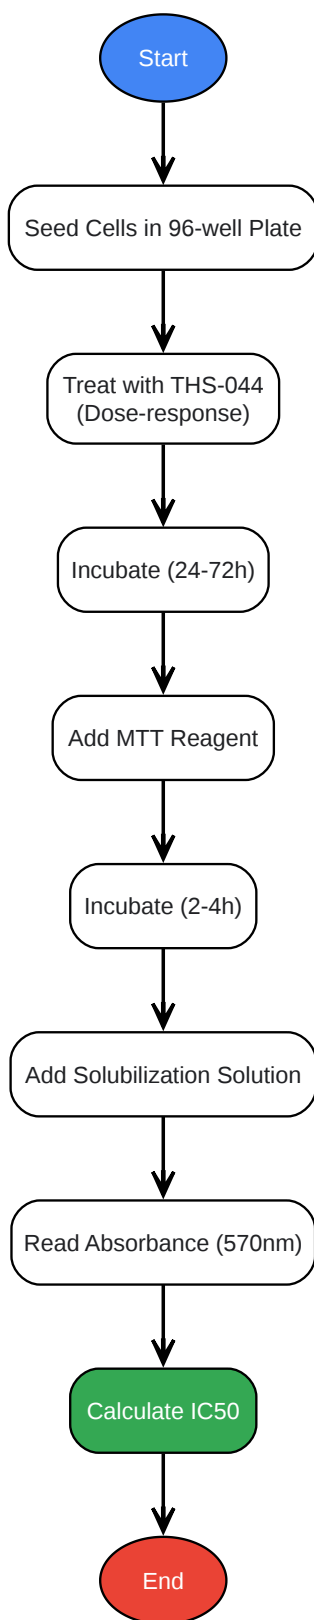 Start
Seed Cells in 96-well Plate
Treat with THS-044
(Dose-response)
Incubate (24-72h)
Add MTT Reagent
Incubate (2-4h)
Add Solubilization Solution
Read Absorbance (570nm)
Calculate IC50
End